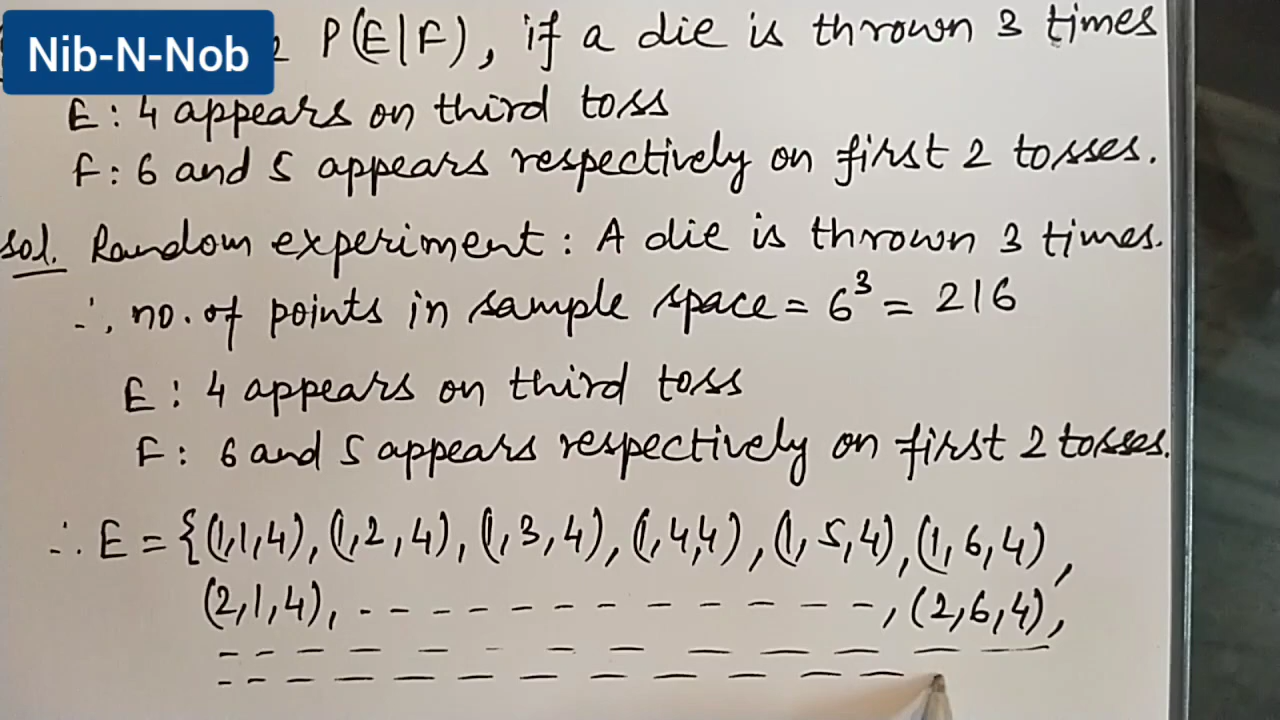 Nib-N-Nob
P(E|F), if a die is thrown 3 times
E: 4 appears on third toss
F: 6 and 5 appears respectively on first 2 tosses.
Sol. Random experiment: A die is thrown 3 times.
∴ no. of points in sample space = 6³ = 216
E: 4 appears on third toss
F: 6 and 5 appears respectively on first 2 tosses.
∴ E = {(1,1,4), (1,2,4), (1,3,4), (1,4,4), (1,5,4), (1,6,4),
(2,1,4), - - - - - - - - - - - - - -, (2,6,4),